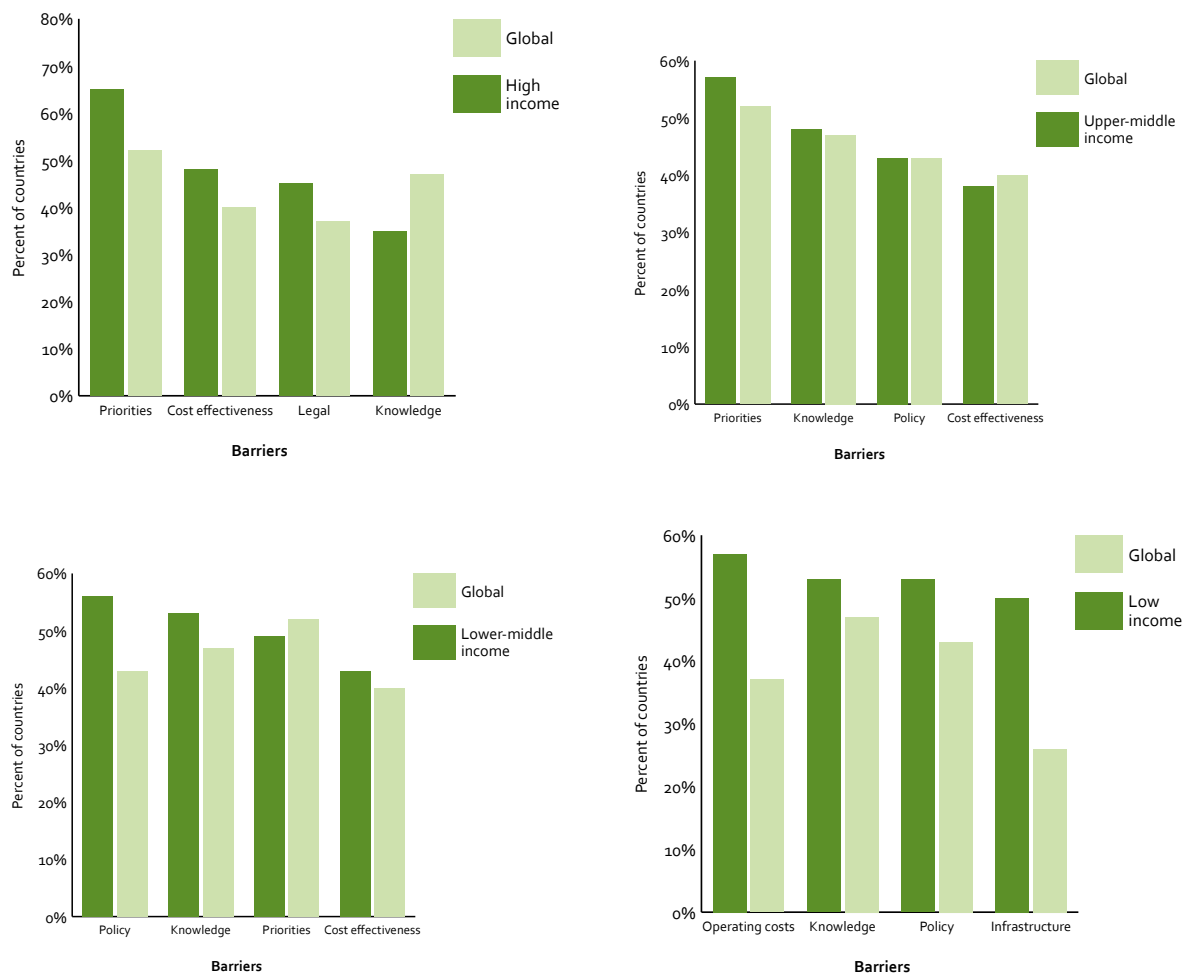 80%
70%
60%
50%
40%
30%
20%
10%
0%
Percent of countries
Priorities
Cost effectiveness
Legal
Knowledge
Barriers
Global
High
income
60%
50%
40%
30%
20%
10%
0%
Percent of countries
Priorities
Knowledge
Policy
Cost effectiveness
Barriers
Global
Upper-middle
income
60%
50%
40%
30%
20%
10%
0%
Percent of countries
Policy
Knowledge
Priorities
Cost effectiveness
Barriers
Global
Lower-middle
income
60%
50%
40%
30%
20%
10%
0%
Percent of countries
Operating costs
Knowledge
Policy
Infrastructure
Barriers
Global
Low
income